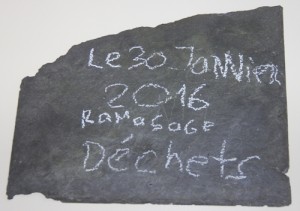 Le 30 Janvier
2016
Ramasage
Déchets